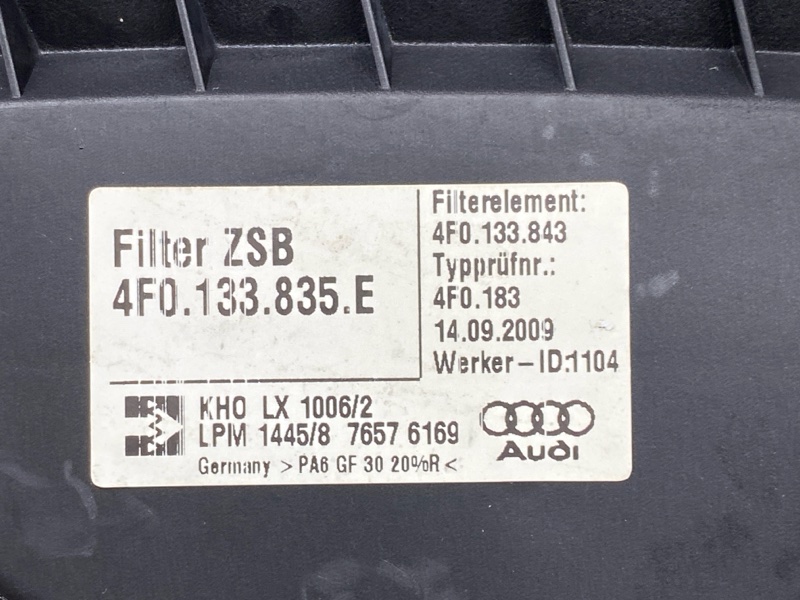 Filter ZSB
4F0.133.835.E
Filterelement:
4F0.133.843
Typprüfnr.:
4F0.183
14.09.2009
Werker-ID:1104
KHO LX 1006/2
LPM 1445/8 7657 6169
Germany >PA6 GF 30 20%R<
Audi